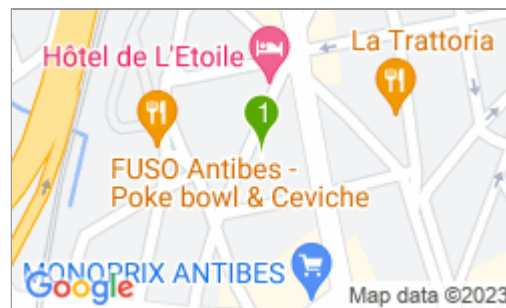 La Trattoria
Hôtel de L'Etoile
1
FUSO Antibes -
Poke bowl & Ceviche
MONOPRIX ANTIBES
Google
Map data ©2023